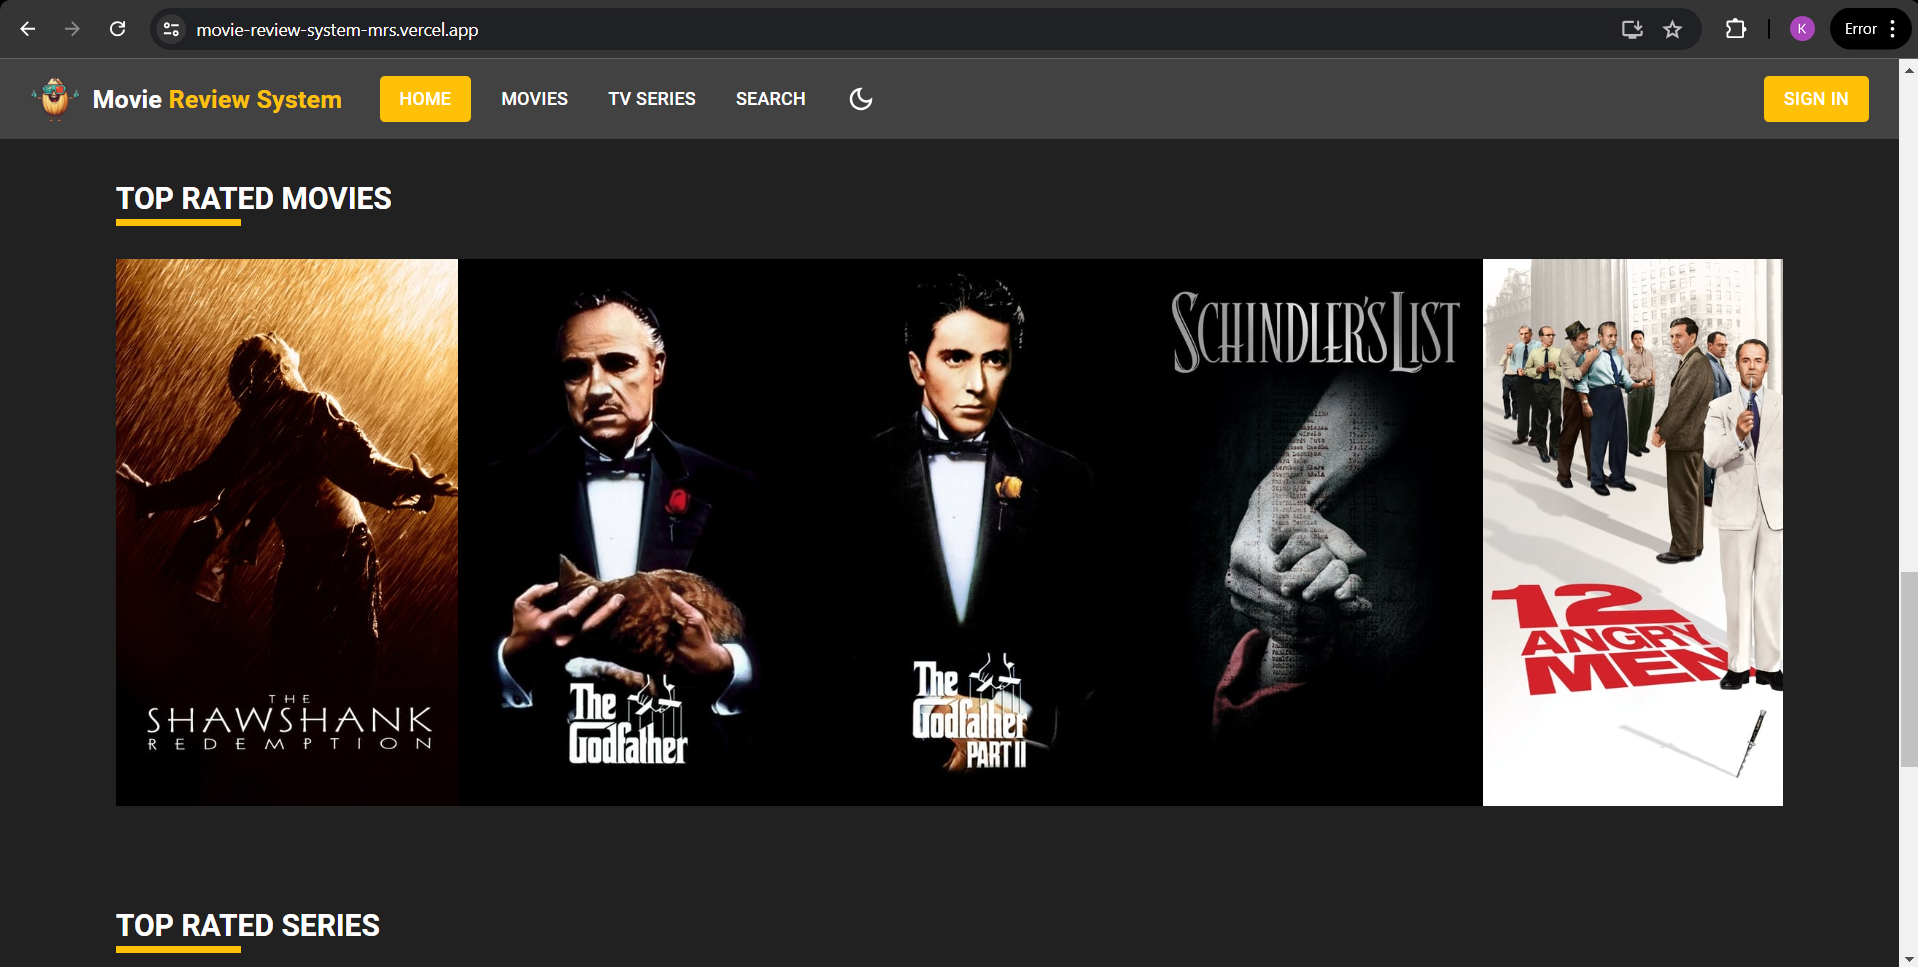 movie-review-system-mrs.vercel.app
K
Error
Movie Review System
HOME
MOVIES
TV SERIES
SEARCH
SIGN IN
TOP RATED MOVIES
THE
SHAWSHANK
REDEMPTION
The
Godfather
The
Godfather
PART II
SCHINDLER'S LIST
12
ANGRY
MEN
TOP RATED SERIES